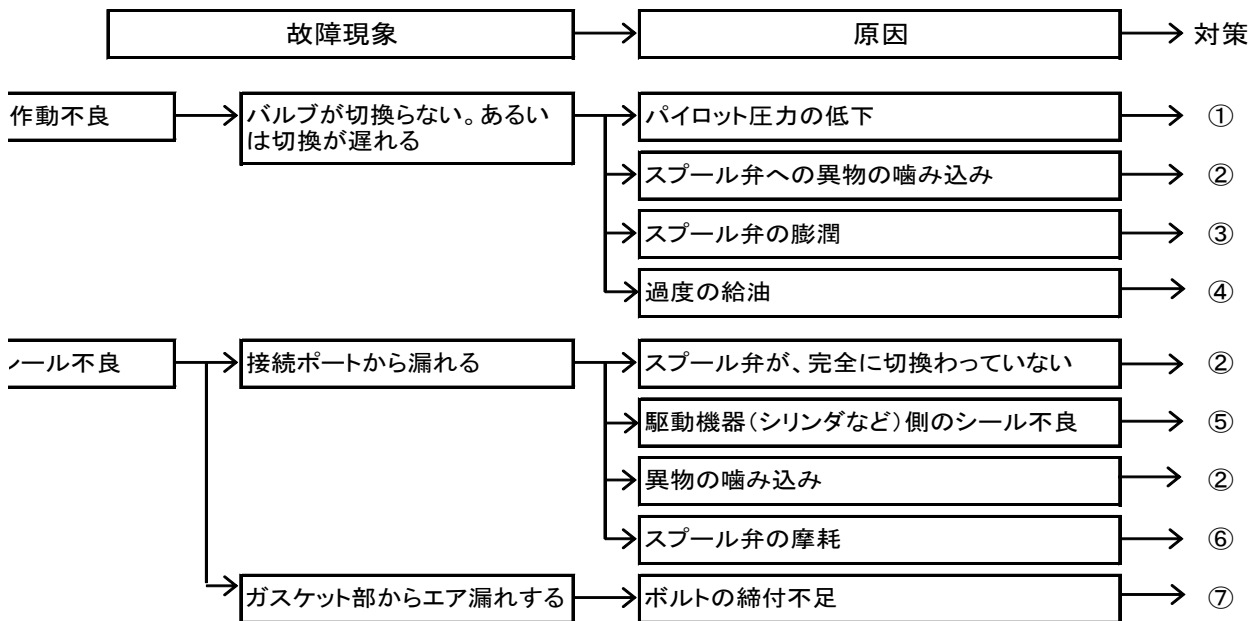 故障現象
原因
対策
作動不良
バルブが切換らない。あるい
は切換が遅れる
パイロット圧力の低下
①
スプール弁への異物の噛み込み
②
スプール弁の膨潤
③
過度の給油
④
シール不良
接続ポートから漏れる
スプール弁が、完全に切換わっていない
②
駆動機器(シリンダなど)側のシール不良
⑤
異物の噛み込み
②
スプール弁の摩耗
⑥
ガスケット部からエア漏れする
ボルトの締付不足
⑦